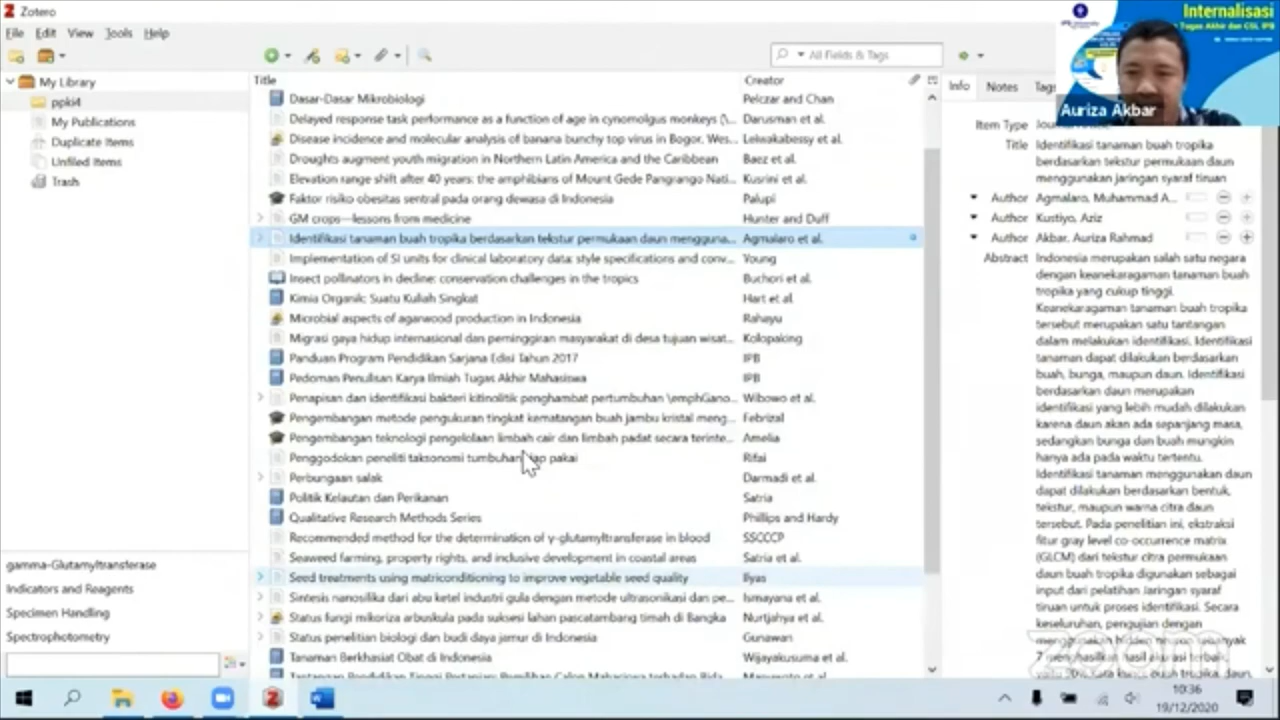 Zotero
File Edit View Tools Help
All Fields & Tags
My Library
ppki4
My Publications
Duplicate Items
Unfiled Items
Trash
gamma-Glutamyltransferase
Indicators and Reagents
Specimen Handling
Spectrophotometry
Title Creator
Dasar-Dasar Mikrobiologi Pelczar and Chan
Delayed response task performance as a function of age in cynomolgus monkeys Darusman et al.
Disease incidence and molecular analysis of banana bunchy top virus in Bogor, Wes... Leiwakabessy et al.
Droughts augment youth migration in Northern Latin America and the Caribbean Baez et al.
Elevation range shift after 40 years: the amphibians of Mount Gede Pangrango Nati... Kusrini et al.
Faktor risiko obesitas sentral pada orang dewasa di Indonesia Palupi
GM crops—lessons from medicine Hunter and Duff
Identifikasi tanaman buah tropika berdasarkan tekstur permukaan daun mengguna... Agmalaro et al.
Implementation of SI units for clinical laboratory data: style specifications and conv... Young
Insect pollinators in decline: conservation challenges in the tropics Buchori et al.
Kimia Organik: Suatu Kuliah Singkat Hart et al.
Microbial aspects of agarwood production in Indonesia Rahayu
Migrasi gaya hidup internasional dan peminggiran masyarakat di desa tujuan wisat... Kolopaking
Panduan Program Pendidikan Sarjana Edisi Tahun 2017 IPB
Pedoman Penulisan Karya Ilmiah Tugas Akhir Mahasiswa IPB
Penapisan dan identifikasi bakteri kitinolitik penghambat pertumbuhan \emphGano... Wibowo et al.
Pengembangan metode pengukuran tingkat kematangan buah jambu kristal meng... Febrizal
Pengembangan teknologi pengelolaan limbah cair dan limbah padat secara terinte... Amelia
Penggodokan peneliti taksonomi tumbuhan pakai Rifai
Perbungaan salak Darmadi et al.
Politik Kelautan dan Perikanan Satria
Qualitative Research Methods Series Phillips and Hardy
Recommended method for the determination of γ-glutamyltransferase in blood SSCCCP
Seaweed farming, property rights, and inclusive development in coastal areas Satria et al.
Seed treatments using matriconditioning to improve vegetable seed quality Ilyas
Sintesis nanosilika dari abu ketel industri gula dengan metode ultrasonikasi dan pe... Ismayana et al.
Status fungi mikoriza arbuskula pada suksesi lahan pascatambang timah di Bangka Nurtjahya et al.
Status penelitian biologi dan budi daya jamur di Indonesia Gunawan
Tanaman Berkhasiat Obat di Indonesia Wijayakusuma et al.
Info Notes Tags
Item Type
Title Identifikasi tanaman buah tropika
berdasarkan tekstur permukaan daun
menggunakan jaringan syaraf tiruan
Author Agmalaro, Muhammad A...
Author Kustiyo, Aziz
Author Akbar, Auriza Rahmad
Abstract Indonesia merupakan salah satu negara
dengan keanekaragaman tanaman buah
tropika yang cukup tinggi.
Keanekaragaman tanaman buah tropika
tersebut merupakan satu tantangan
dalam melakukan identifikasi. Identifikasi
tanaman dapat dilakukan berdasarkan
buah, bunga, maupun daun. Identifikasi
berdasarkan daun merupakan
identifikasi yang lebih mudah dilakukan
karena daun akan ada sepanjang masa,
sedangkan bunga dan buah mungkin
hanya ada pada waktu tertentu.
Identifikasi tanaman menggunakan daun
dapat dilakukan berdasarkan bentuk,
tekstur, maupun warna citra daun
tersebut. Pada penelitian ini, ekstraksi
fitur gray level co-occurrence matrix
(GLCM) dari tekstur citra permukaan
daun buah tropika digunakan sebagai
input dari pelatihan Jaringan syaraf
tiruan untuk proses identifikasi. Secara
keseluruhan, pengujian dengan
Internalisasi
Tugas Akhir dan CSL IPB
Auriza Akbar
zoom
10:36
19/12/2020